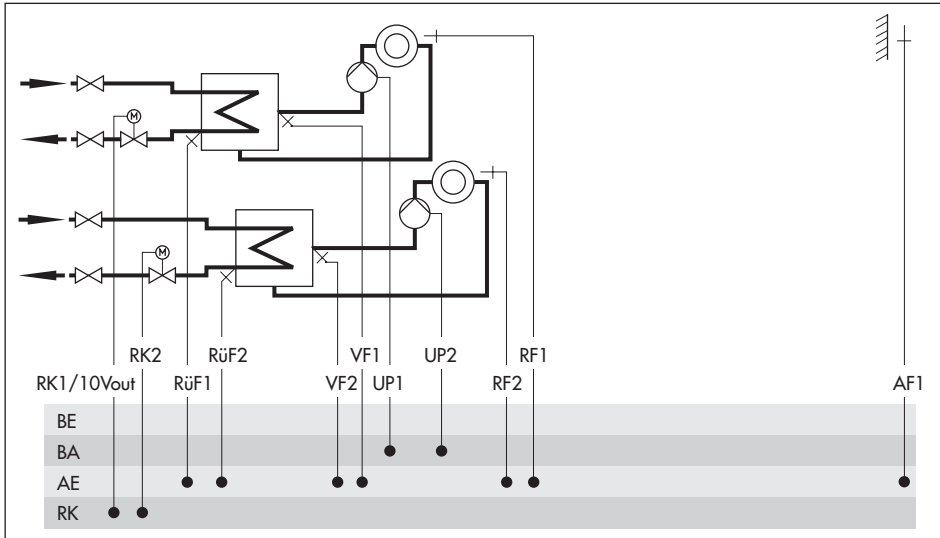 M
M
RK2 RüF2 VF1 UP2 RF1
RK1/10Vout RüF1 VF2 UP1 RF2 AF1
BE
BA
AE
RK